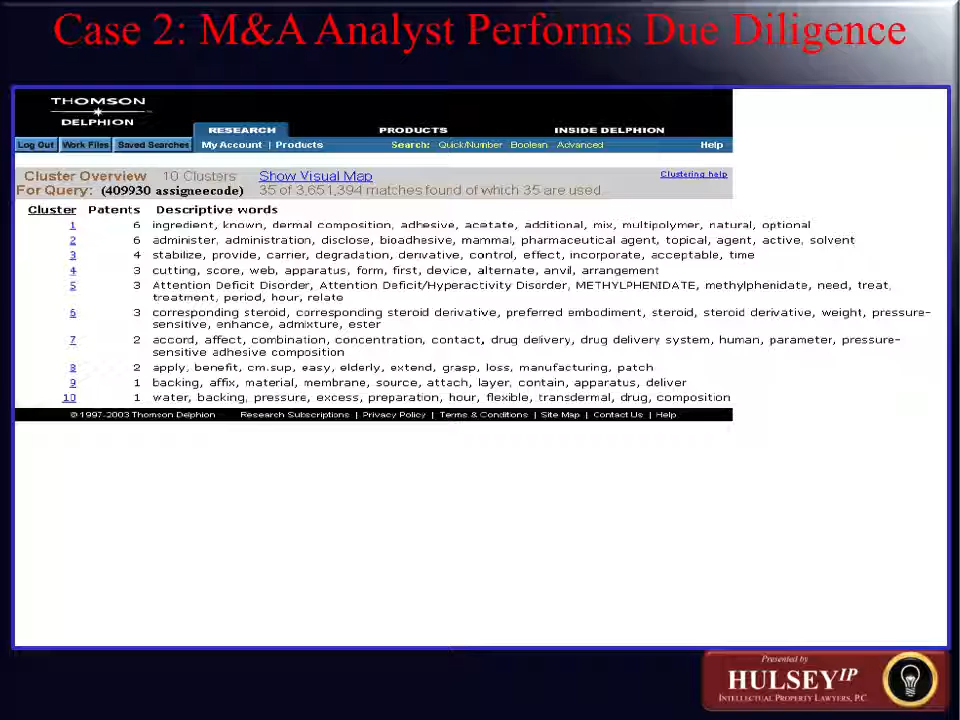 Case 2: M&A Analyst Performs Due Diligence
THOMSON
DELPHION
RESEARCH PRODUCTS INSIDE DELPHION
Log Out Work Files Saved Searches My Account | Products Search: Quick/Number Boolean Advanced Help
Cluster Overview 10 Clusters Show Visual Map Clustering help
For Query: (409930 assigneecode) 35 of 3,651,394 matches found of which 35 are used.
Cluster Patents Descriptive words
1 6 ingredient, known, dermal composition, adhesive, acetate, additional, mix, multipolymer, natural, optional
2 6 administer, administration, disclose, bioadhesive, mammal, pharmaceutical agent, topical, agent, active, solvent
3 4 stabilize, provide, carrier, degradation, derivative, control, effect, incorporate, acceptable, time
4 3 cutting, score, web, apparatus, form, first, device, alternate, anvil, arrangement
5 3 Attention Deficit Disorder, Attention Deficit/Hyperactivity Disorder, METHYLPHENIDATE, methylphenidate, need, treat,
treatment, period, hour, relate
6 3 corresponding steroid, corresponding steroid derivative, preferred embodiment, steroid, steroid derivative, weight, pressure-
sensitive, enhance, admixture, ester
7 2 accord, affect, combination, concentration, contact, drug delivery, drug delivery system, human, parameter, pressure-
sensitive adhesive composition
8 2 apply, benefit, cm.sup, easy, elderly, extend, grasp, loss, manufacturing, patch
9 1 backing, affix, material, membrane, source, attach, layer, contain, apparatus, deliver
10 1 water, backing, pressure, excess, preparation, hour, flexible, transdermal, drug, composition
© 1997-2003 Thomson Delphion Research Subscriptions | Privacy Policy | Terms & Conditions | Site Map | Contact Us | Help
Presented by
HULSEY IP
INTELLECTUAL PROPERTY LAWYERS, P.C.